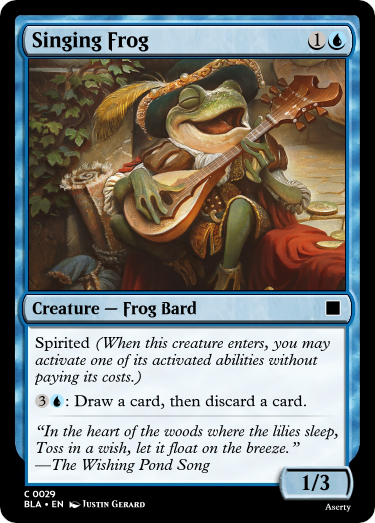 Singing Frog 1
Creature — Frog Bard
Spirited (When this creature enters, you may
activate one of its activated abilities without
paying its costs.)
3: Draw a card, then discard a card.
“In the heart of the woods where the lilies sleep,
Toss in a wish, let it float on the breeze.”
—The Wishing Pond Song
1/3
C 0029
BLA • EN Justin Gerard
Aserty